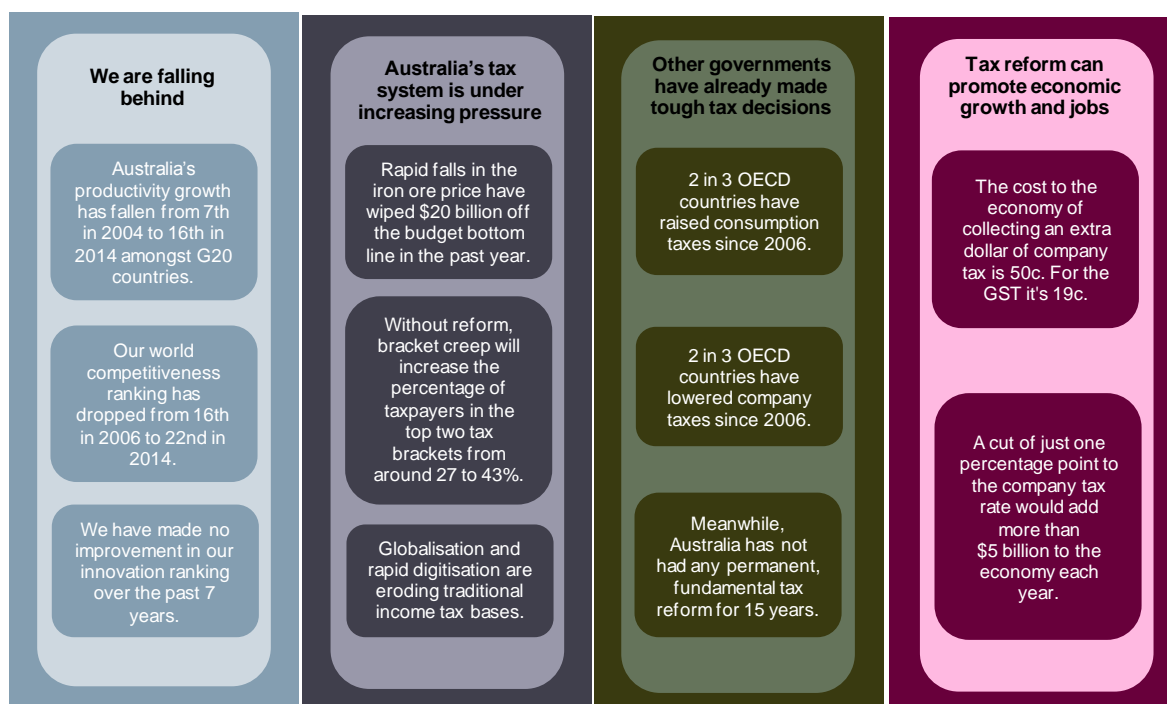 We are falling
behind
Australia's
productivity growth
has fallen from 7th
in 2004 to 16th in
2014 amongst G20
countries.
Our world
competitiveness
ranking has
dropped from 16th
in 2006 to 22nd in
2014.
We have made no
improvement in our
innovation ranking
over the past 7
years.
Australia's tax
system is under
increasing pressure
Rapid falls in the
iron ore price have
wiped $20 billion off
the budget bottom
line in the past year.
Without reform,
bracket creep will
increase the
percentage of
taxpayers in the
top two tax
brackets from
around 27 to 43%.
Globalisation and
rapid digitisation are
eroding traditional
income tax bases.
Other governments
have already made
tough tax decisions
2 in 3 OECD
countries have
raised consumption
taxes since 2006.
2 in 3 OECD
countries have
lowered company
taxes since 2006.
Meanwhile,
Australia has not
had any permanent,
fundamental tax
reform for 15 years.
Tax reform can
promote economic
growth and jobs
The cost to the
economy of
collecting an extra
dollar of company
tax is 50c. For the
GST it's 19c.
A cut of just one
percentage point to
the company tax
rate would add
more than
$5 billion to the
economy each
year.